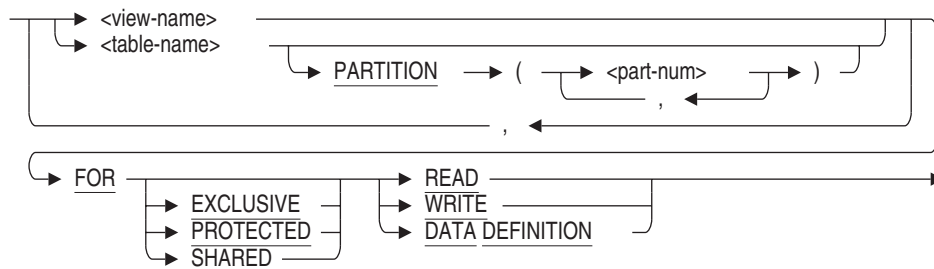 <view-name>
<table-name>
PARTITION ( <part-num> )
,
,
FOR READ
EXCLUSIVE WRITE
PROTECTED DATA DEFINITION
SHARED